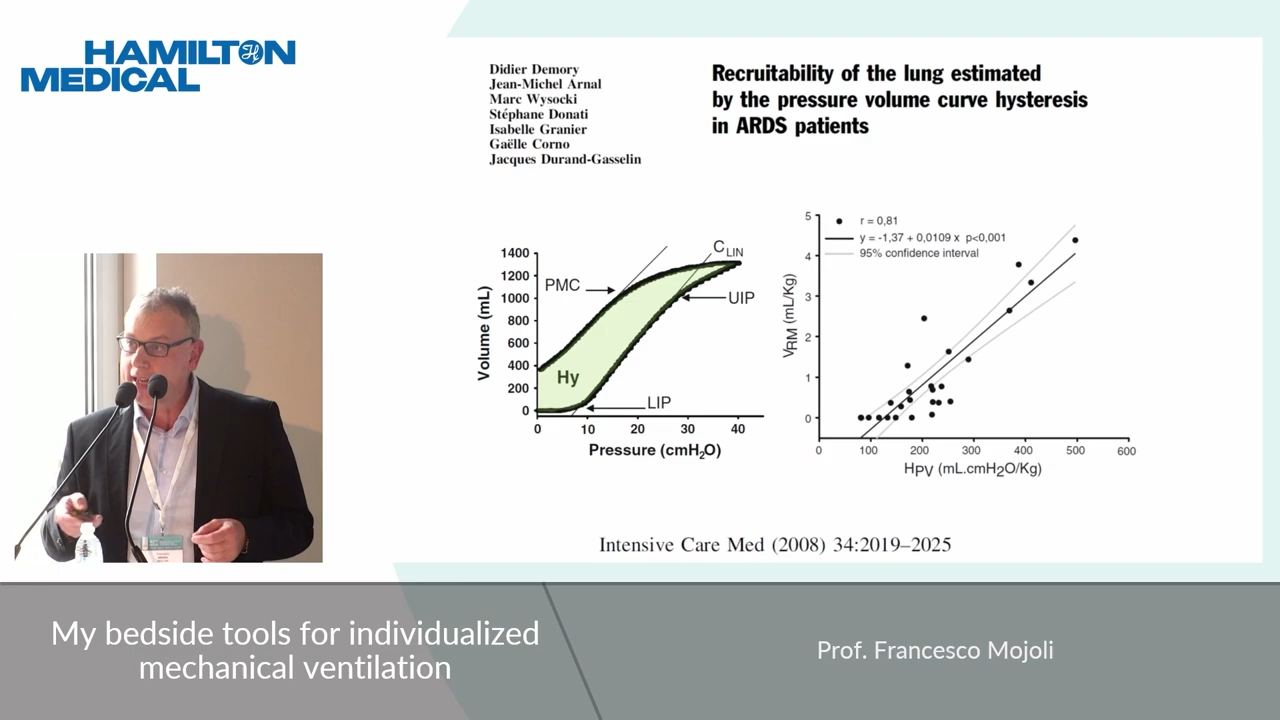 HAMILTON
MEDICAL
Didier Demory
Jean-Michel Arnal
Marc Wysocki
Stéphane Donati
Isabelle Granier
Gaëlle Corno
Jacques Durand-Gasselin
Recruitability of the lung estimated
by the pressure volume curve hysteresis
in ARDS patients
1400
1200
1000
800
600
400
200
0
Volume (mL)
0 10 20 30 40
Pressure (cmH2O)
PMC
CLIN
UIP
Hy
LIP
r = 0,81
y = -1,37 + 0,0109 x p<0,001
95% confidence interval
5
4
3
2
1
0
VRM (mL/Kg)
0 100 200 300 400 500 600
HPV (mL.cmH2O/Kg)
Intensive Care Med (2008) 34:2019–2025
My bedside tools for individualized
mechanical ventilation
Prof. Francesco Mojoli